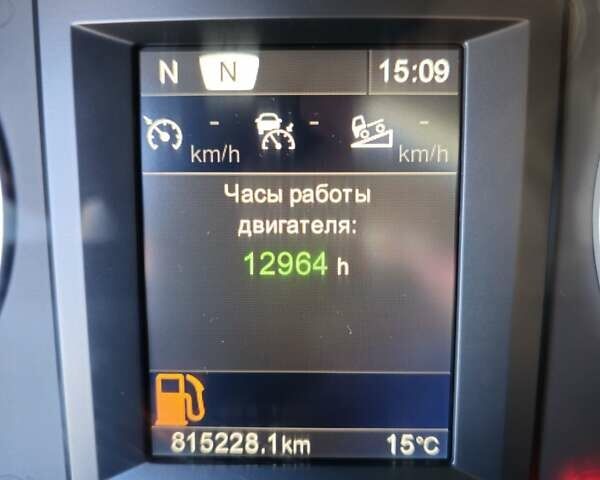 N N 15:09
- - -
km/h km/h
Часы работы
двигателя:
12964 h
815228.1km 15°C